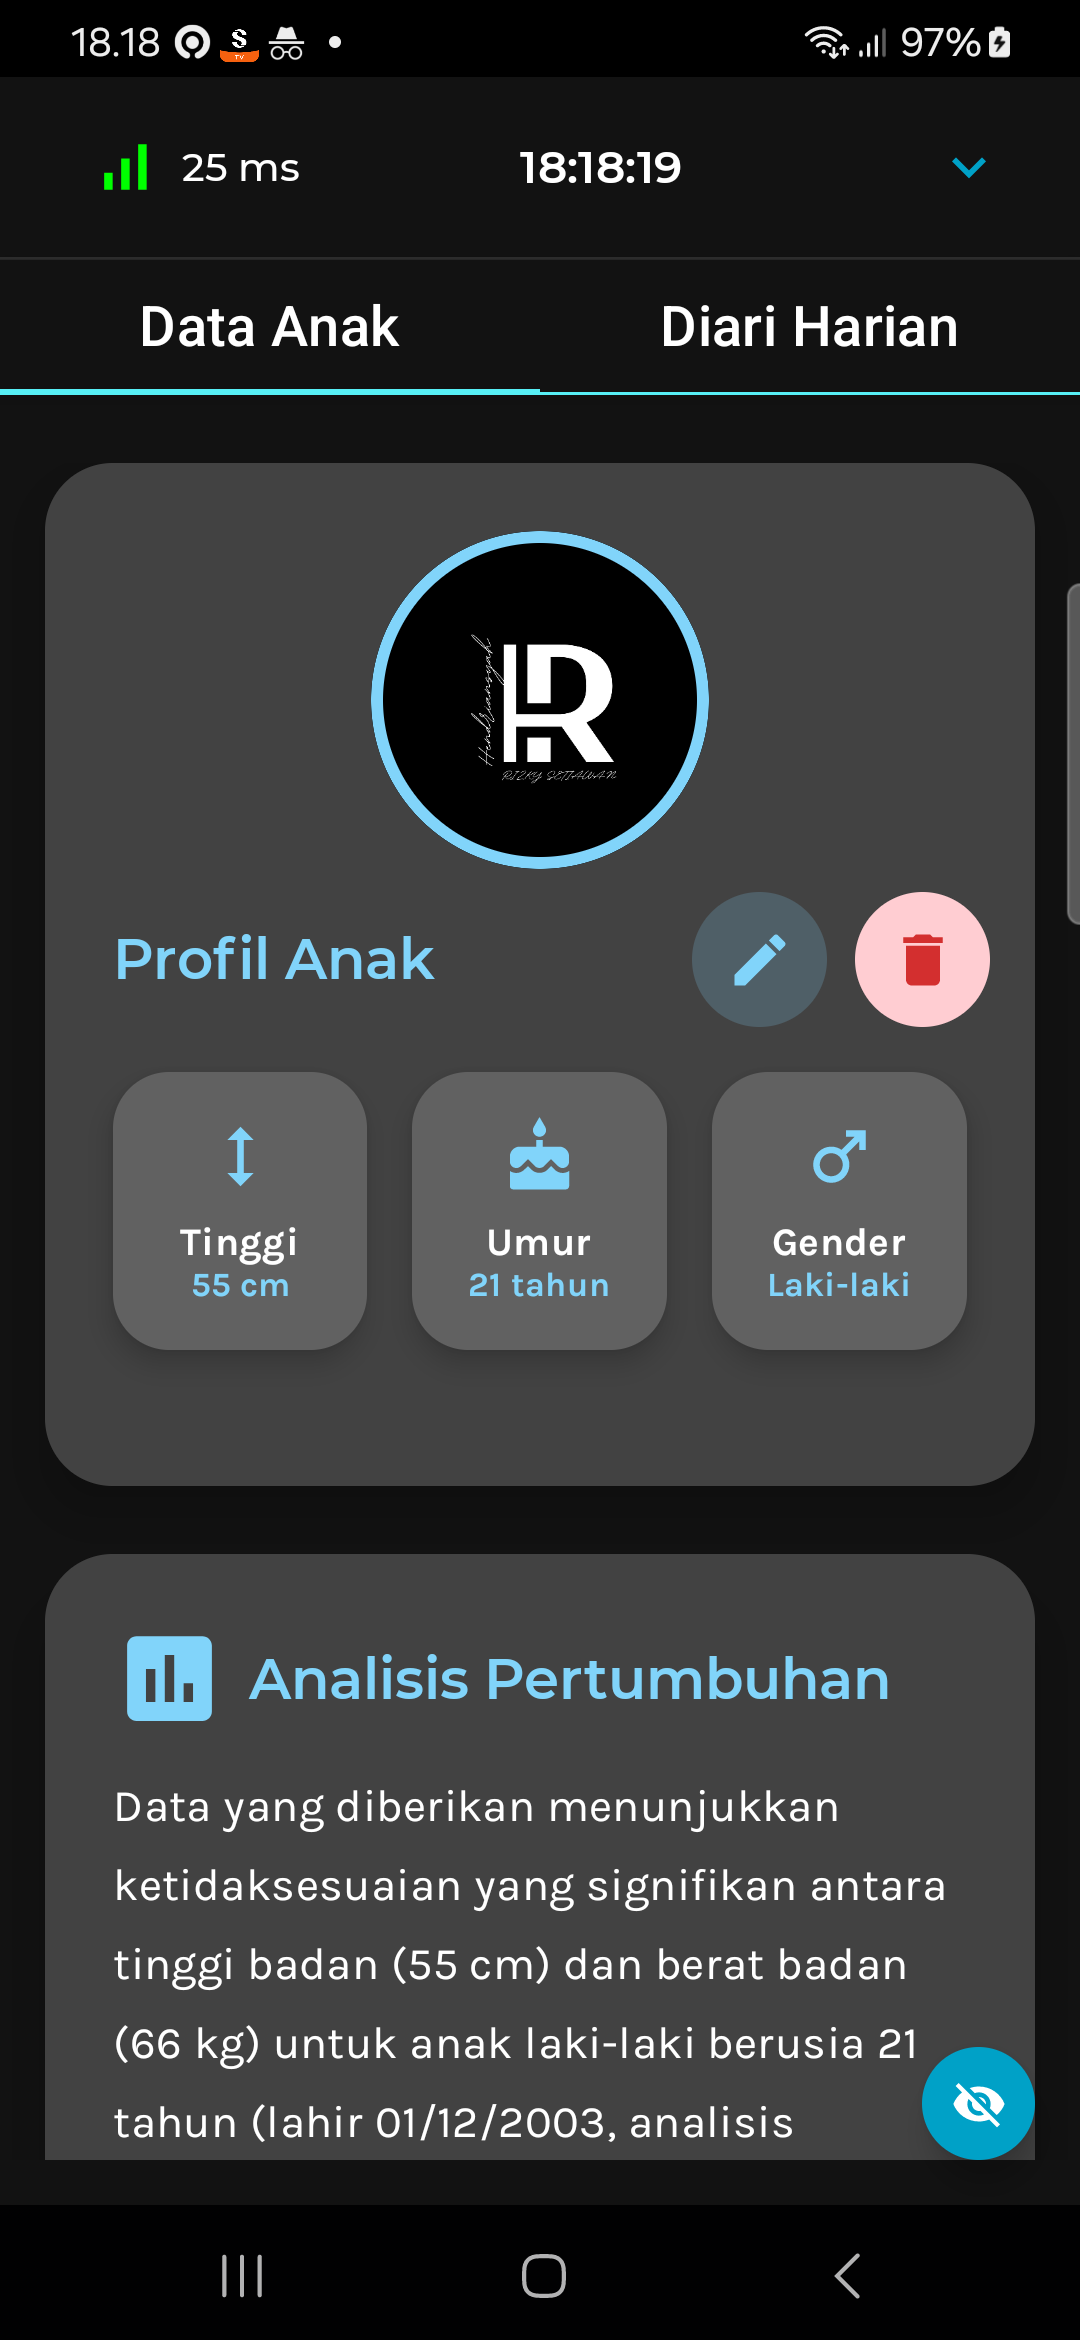 18.18
S
TV
97%
25 ms
18:18:19
Data Anak
Diari Harian
Hendriansyah
R
RIZKY SETIAWAN
Profil Anak
Tinggi
55 cm
Umur
21 tahun
Gender
Laki-laki
Analisis Pertumbuhan
Data yang diberikan menunjukkan
ketidaksesuaian yang signifikan antara
tinggi badan (55 cm) dan berat badan
(66 kg) untuk anak laki-laki berusia 21
tahun (lahir 01/12/2003, analisis